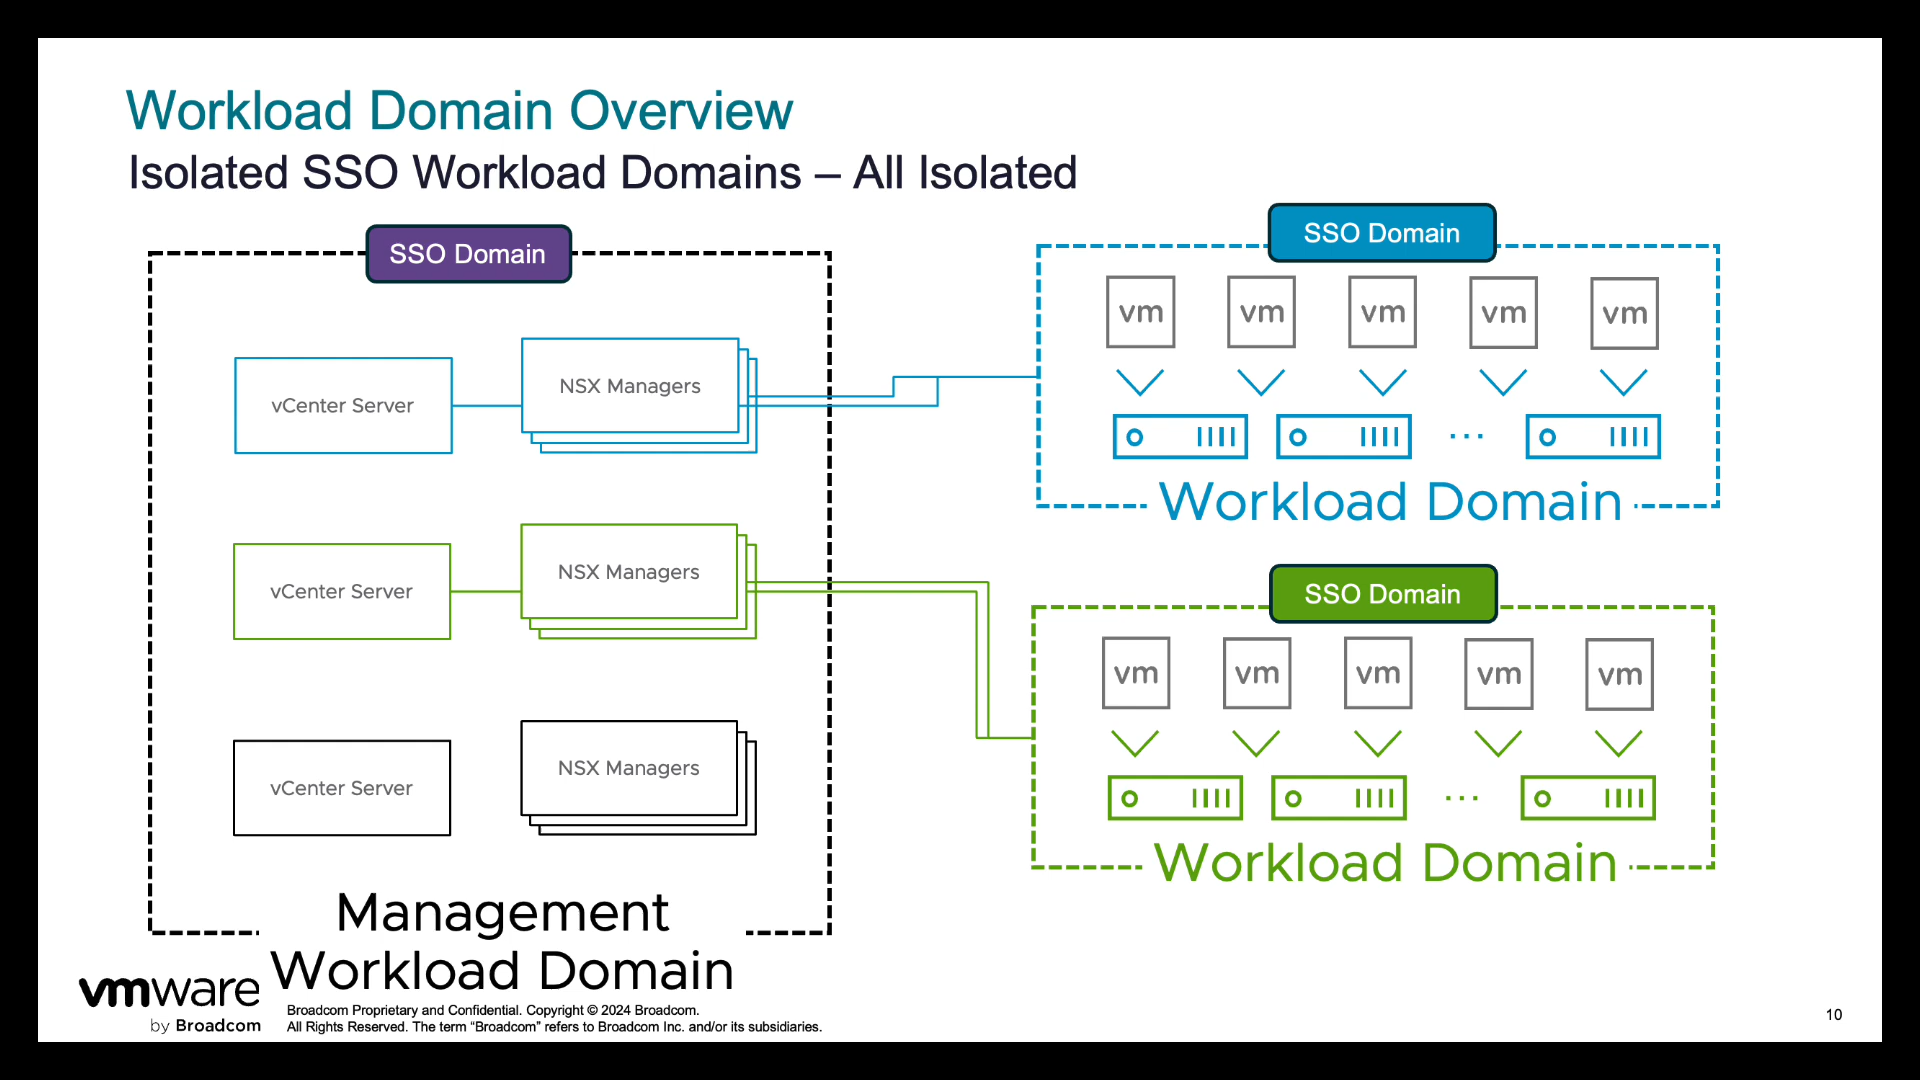 Workload Domain Overview
Isolated SSO Workload Domains – All Isolated
SSO Domain
vCenter Server
NSX Managers
vCenter Server
NSX Managers
vCenter Server
NSX Managers
Management
Workload Domain
SSO Domain
vm vm vm vm vm
...
Workload Domain
SSO Domain
vm vm vm vm vm
...
Workload Domain
vmware
by Broadcom
Broadcom Proprietary and Confidential. Copyright © 2024 Broadcom.
All Rights Reserved. The term “Broadcom” refers to Broadcom Inc. and/or its subsidiaries.
10